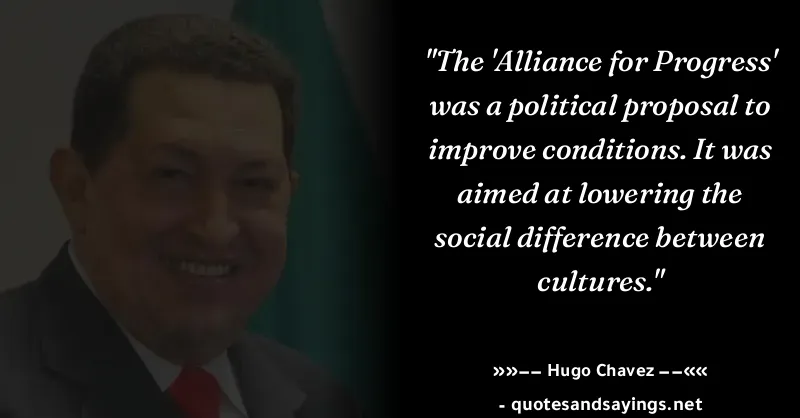 "The 'Alliance for Progress'
was a political proposal to
improve conditions. It was
aimed at lowering the
social difference between
cultures."
»»-- Hugo Chavez --««
- quotesandsayings.net